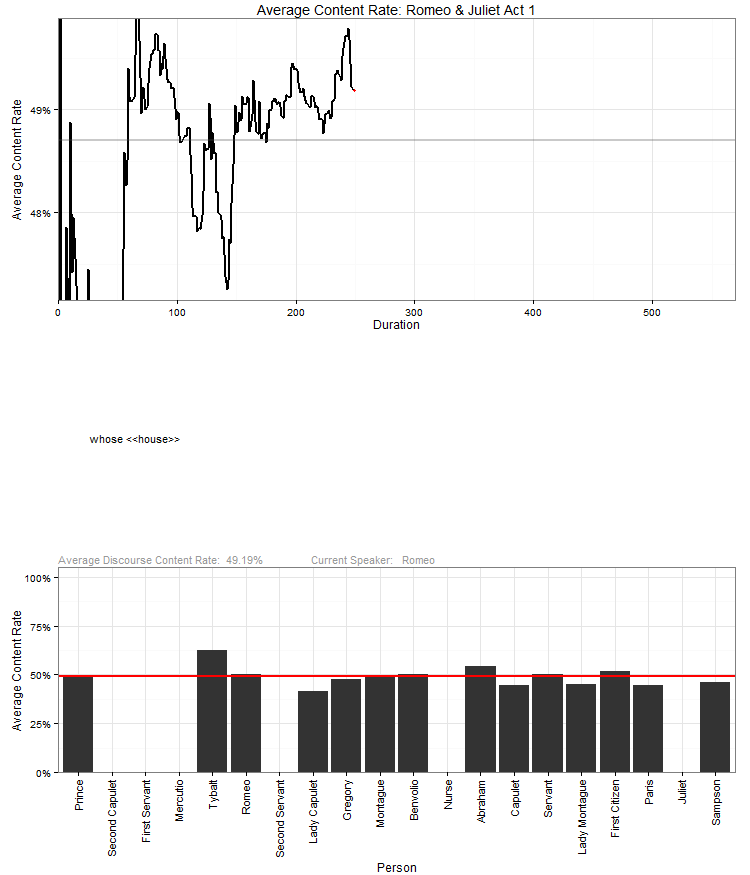 Average Content Rate: Romeo & Juliet Act 1
Average Content Rate
49%
48%
0 100 200 300 400 500
Duration
whose <<house>>
Average Discourse Content Rate: 49.19% Current Speaker: Romeo
Average Content Rate
100%
75%
50%
25%
0%
Prince
Second Capulet
First Servant
Mercutio
Tybalt
Romeo
Second Servant
Lady Capulet
Gregory
Montague
Benvolio
Nurse
Abraham
Capulet
Servant
Lady Montague
First Citizen
Paris
Juliet
Sampson
Person